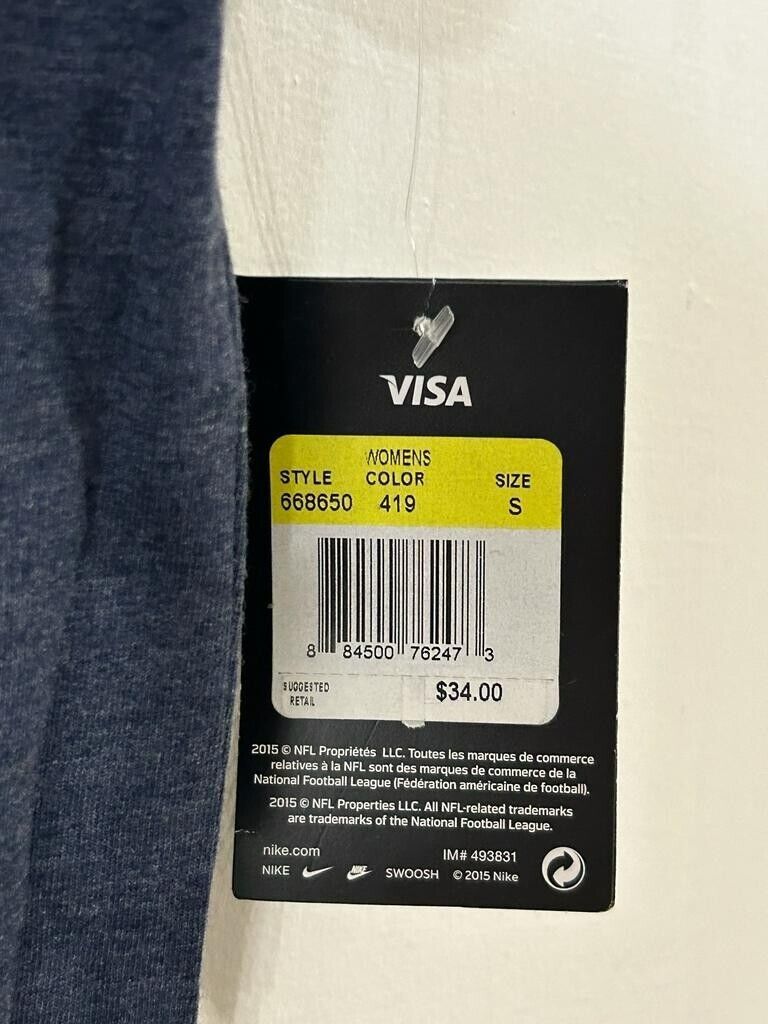 VISA
WOMENS
STYLE COLOR SIZE
668650 419 S
8 84500 76247 3
SUGGESTED
RETAIL
$34.00
2015 © NFL Propriétés LLC. Toutes les marques de commerce
relatives à la NFL sont des marques de commerce de la
National Football League (Fédération américaine de football).
2015 © NFL Properties LLC. All NFL-related trademarks
are trademarks of the National Football League.
nike.com IM# 493831
NIKE NIKE SWOOSH © 2015 Nike